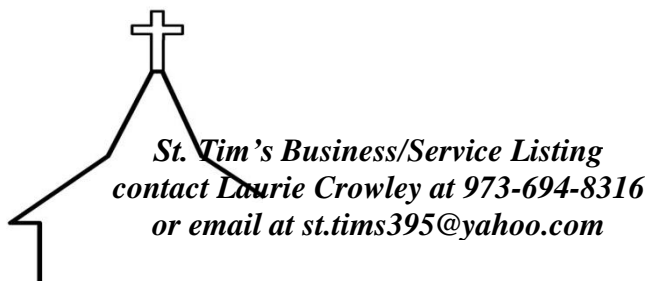 St. Tim's Business/Service Listing
contact Laurie Crowley at 973-694-8316
or email at st.tims395@yahoo.com